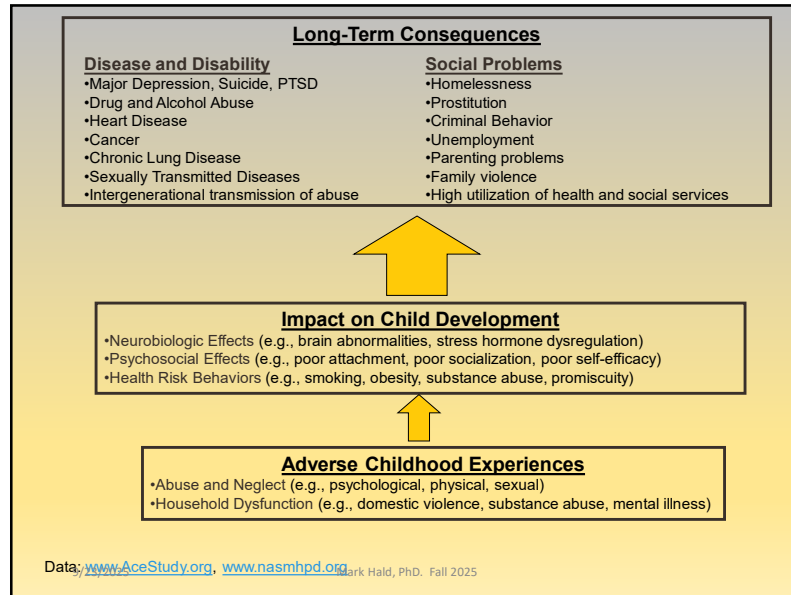 Long-Term Consequences
Disease and Disability
•Major Depression, Suicide, PTSD
•Drug and Alcohol Abuse
•Heart Disease
•Cancer
•Chronic Lung Disease
•Sexually Transmitted Diseases
•Intergenerational transmission of abuse
Social Problems
•Homelessness
•Prostitution
•Criminal Behavior
•Unemployment
•Parenting problems
•Family violence
•High utilization of health and social services
Impact on Child Development
•Neurobiologic Effects (e.g., brain abnormalities, stress hormone dysregulation)
•Psychosocial Effects (e.g., poor attachment, poor socialization, poor self-efficacy)
•Health Risk Behaviors (e.g., smoking, obesity, substance abuse, promiscuity)
Adverse Childhood Experiences
•Abuse and Neglect (e.g., psychological, physical, sexual)
•Household Dysfunction (e.g., domestic violence, substance abuse, mental illness)
Data: www.AceStudy.org, www.nasmhpd.org
9/23/2025
Mark Hald, PhD. Fall 2025